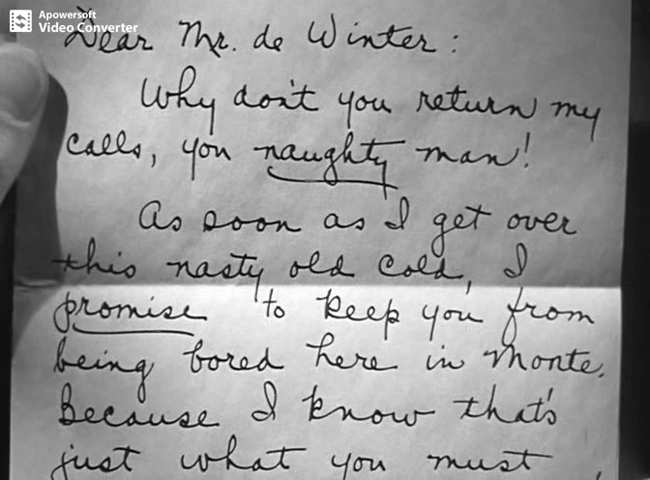 Apowersoft
Video Converter
Dear Mr. de Winter:
Why don't you return my
calls, you naughty man!
As soon as I get over
this nasty old cold, I
promise to keep you from
being bored here in Monte.
Because I know that's
just what you must